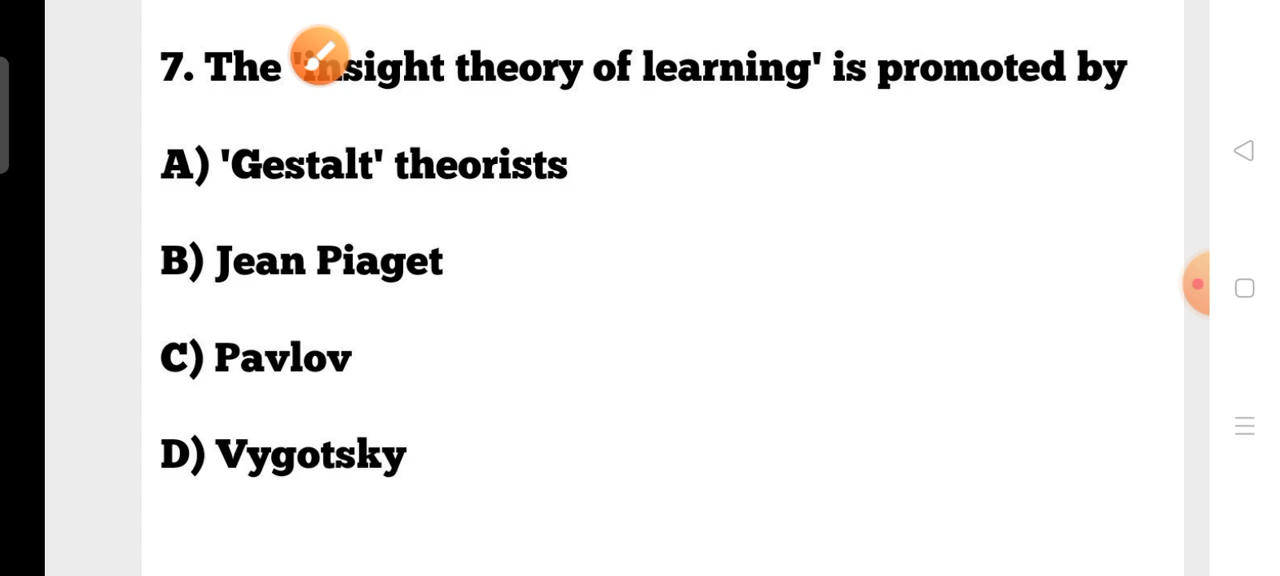 7. The 'insight theory of learning' is promoted by
A) 'Gestalt' theorists
B) Jean Piaget
C) Pavlov
D) Vygotsky